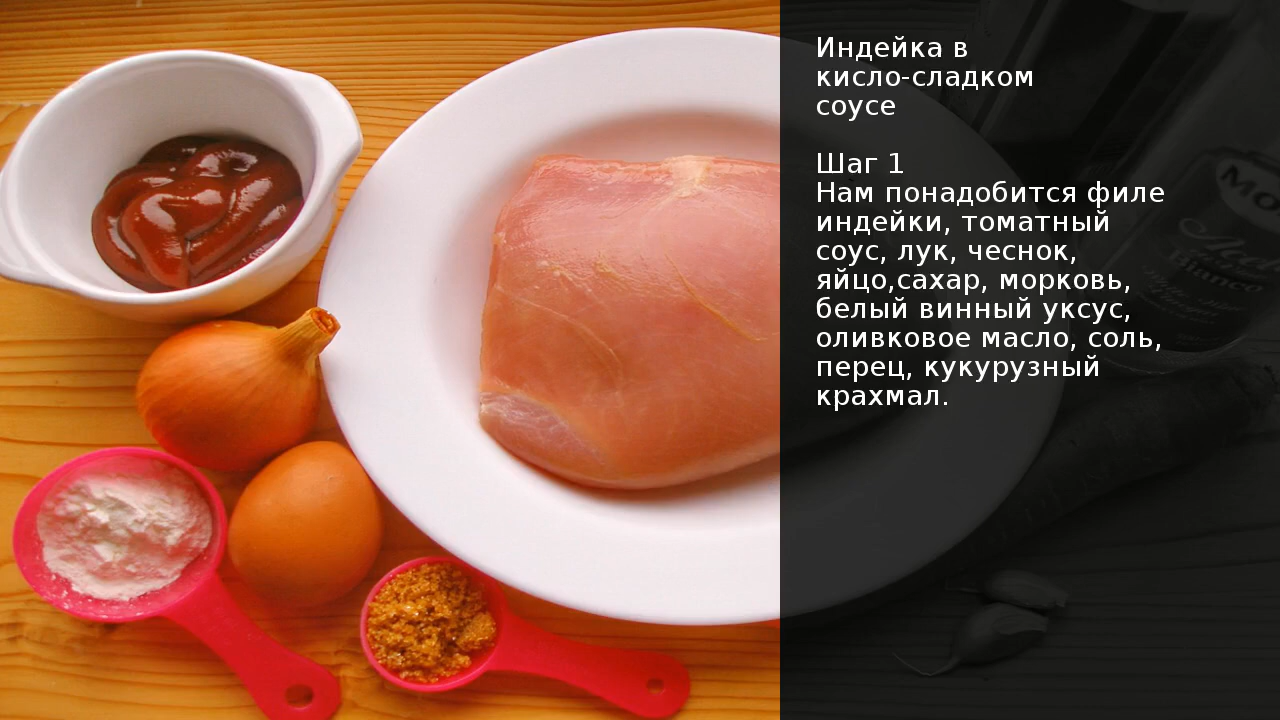 Индейка в
кисло-сладком
соусе
Шаг 1
Нам понадобится филе
индейки, томатный
соус, лук, чеснок,
яйцо,сахар, морковь,
белый винный уксус,
оливковое масло, соль,
перец, кукурузный
крахмал.
Bianco